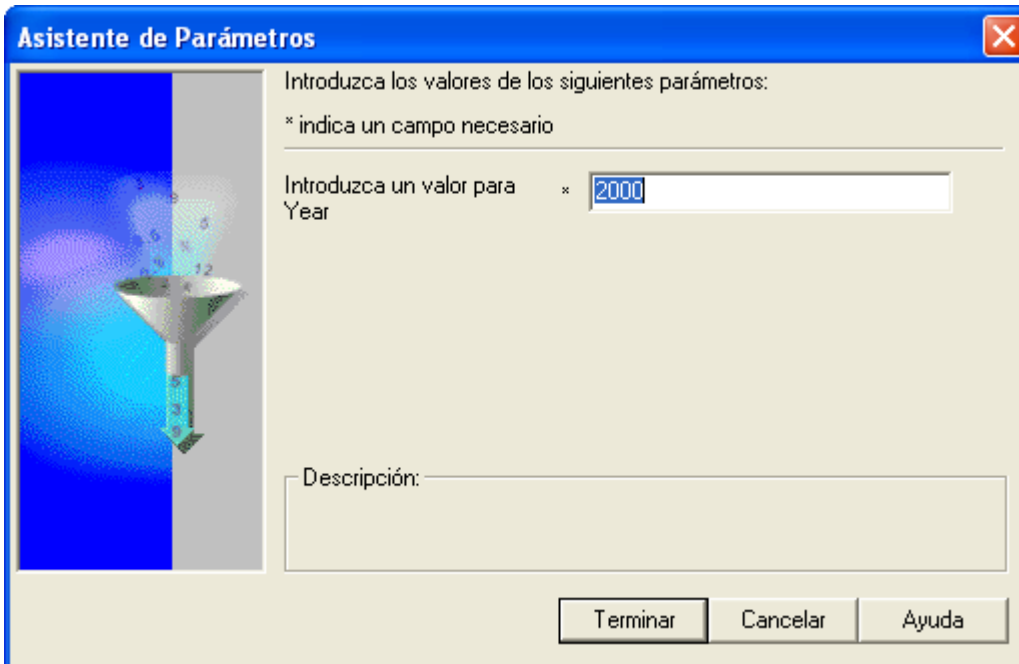 Asistente de Parámetros
Introduzca los valores de los siguientes parámetros:
* indica un campo necesario
Introduzca un valor para
Year
* 2000
Descripción:
Terminar Cancelar Ayuda